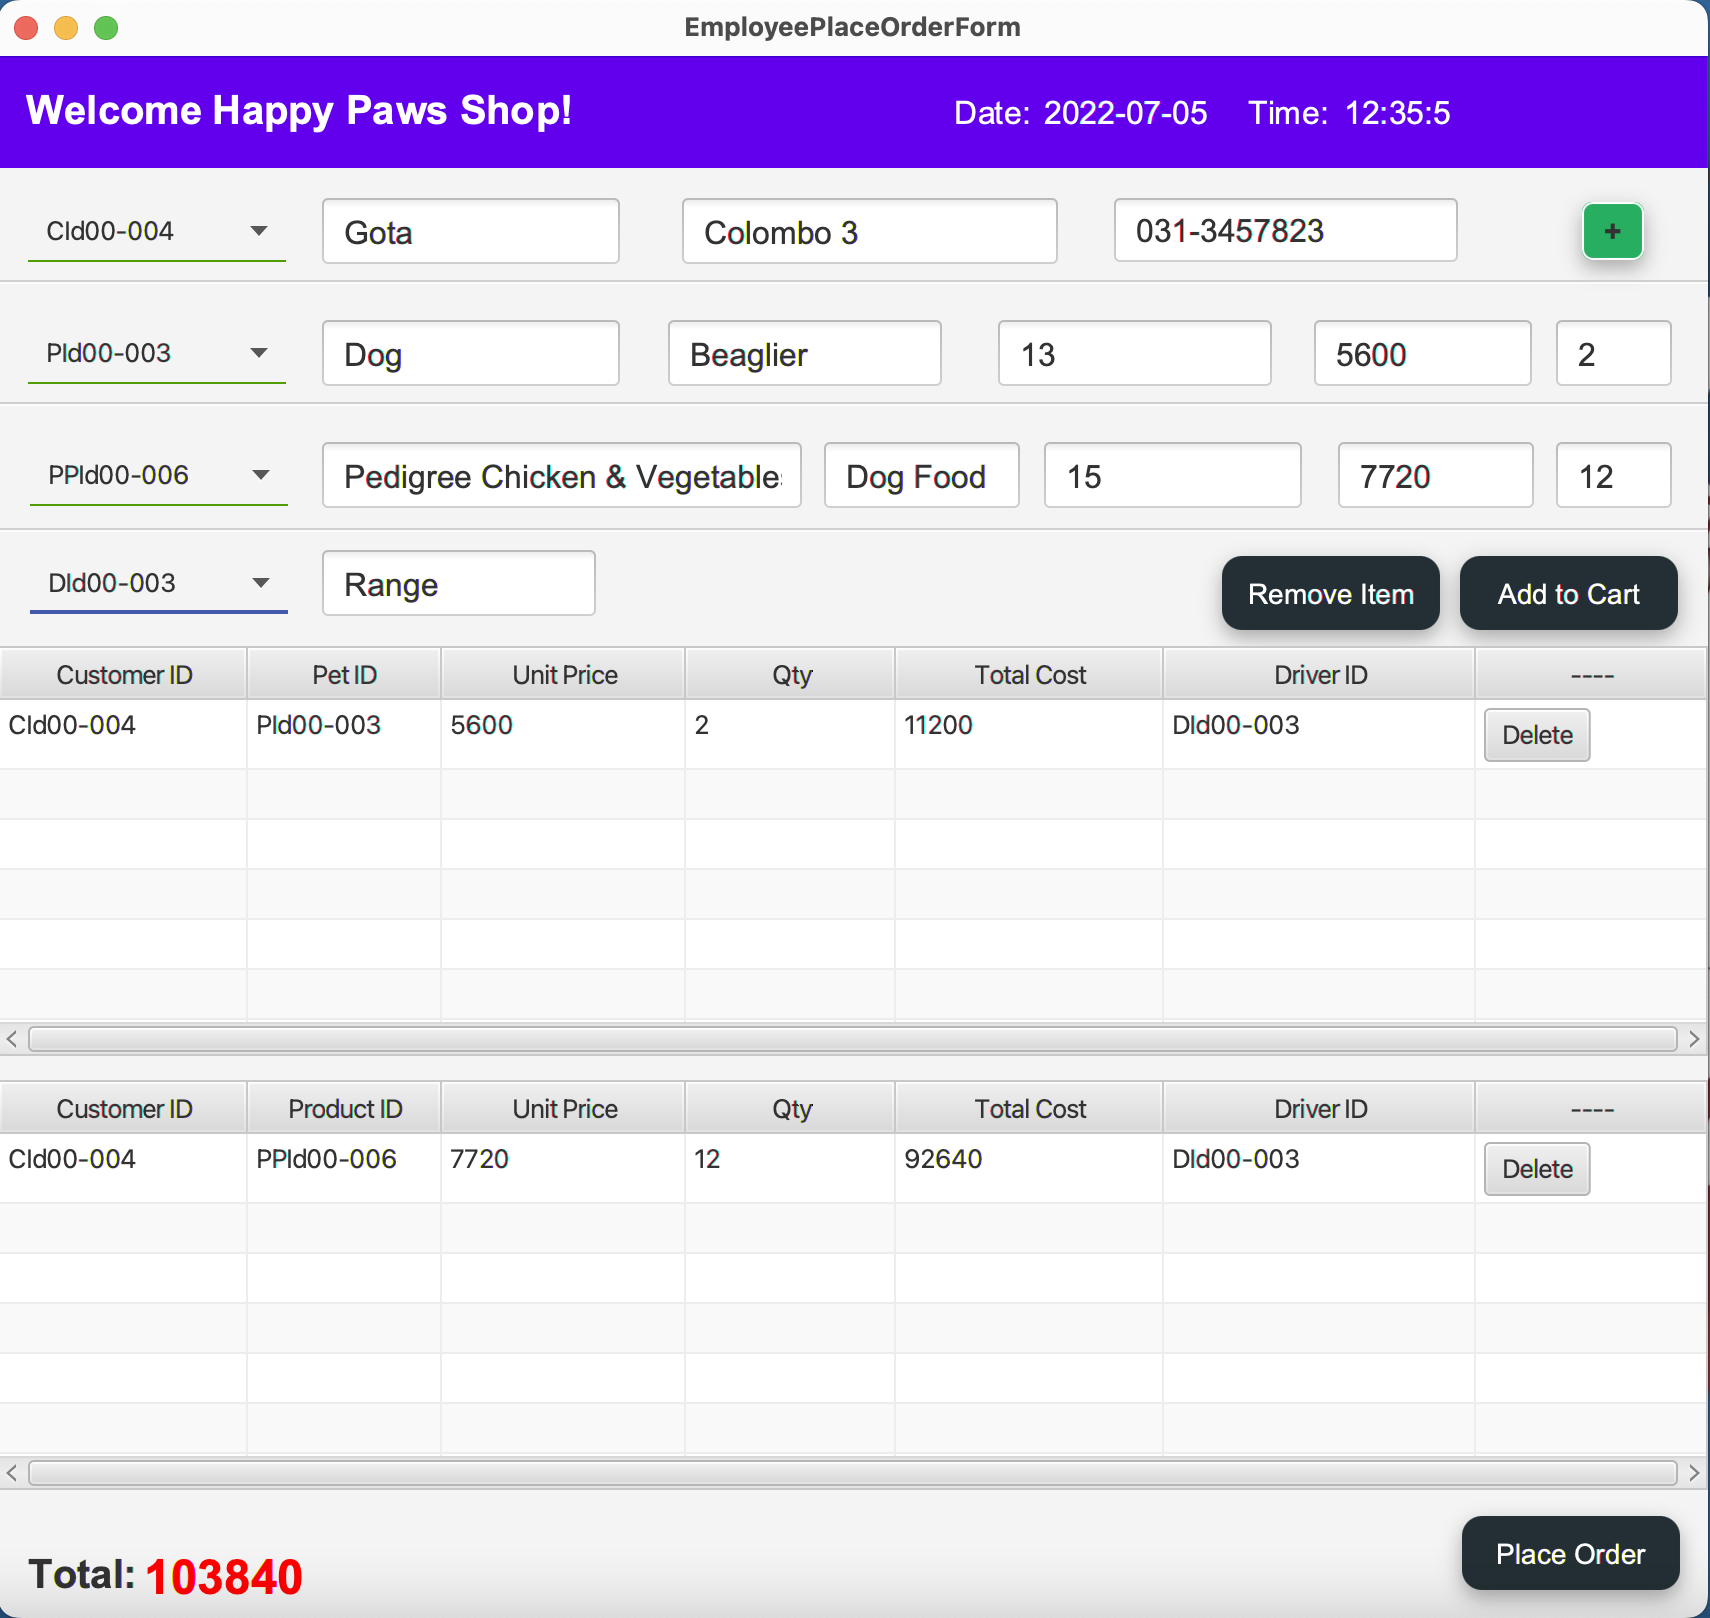 EmployeePlaceOrderForm
Welcome Happy Paws Shop! Date: 2022-07-05 Time: 12:35:5
CId00-004 Gota Colombo 3 031-3457823 +
PId00-003 Dog Beaglier 13 5600 2
PPId00-006 Pedigree Chicken & Vegetable Dog Food 15 7720 12
DId00-003 Range Remove Item Add to Cart
Customer ID Pet ID Unit Price Qty Total Cost Driver ID ----
CId00-004 PId00-003 5600 2 11200 DId00-003 Delete
Customer ID Product ID Unit Price Qty Total Cost Driver ID ----
CId00-004 PPId00-006 7720 12 92640 DId00-003 Delete
Total: 103840 Place Order